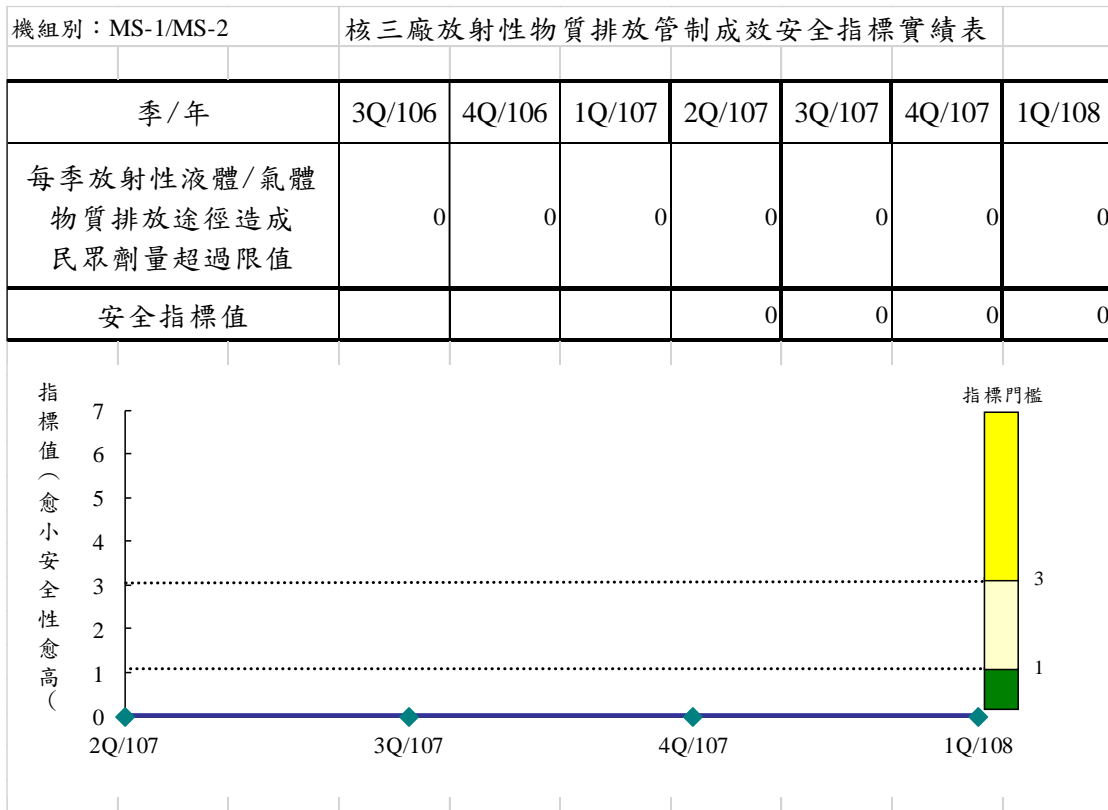 機組別：MS-1/MS-2 核三廠放射性物質排放管制成效安全指標實績表
季/年 3Q/106 4Q/106 1Q/107 2Q/107 3Q/107 4Q/107 1Q/108
每季放射性液體/氣體
物質排放途徑造成
民眾劑量超過限值
0 0 0 0 0 0 0
安全指標值 0 0 0 0
指標值（愈小安全性愈高（
指標門檻
7
6
5
4
3
2
1
0
3
1
2Q/107 3Q/107 4Q/107 1Q/108